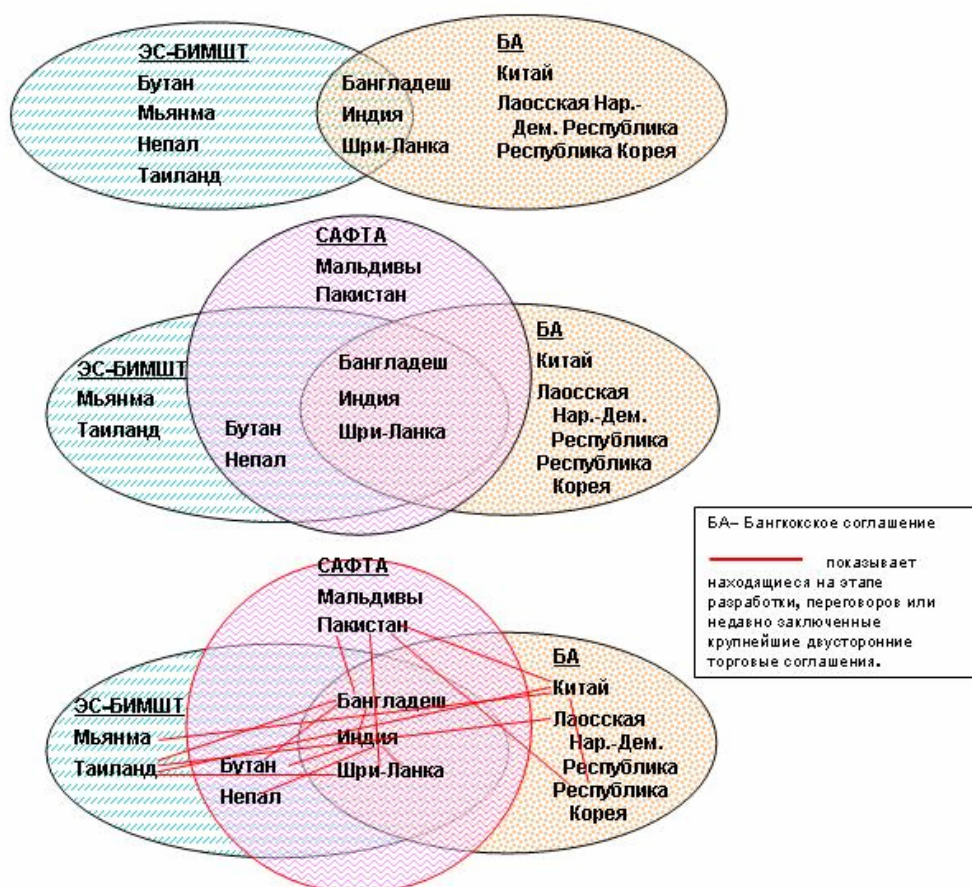 ЭС-БИМШТ
Бутан
Мьянма
Непал
Таиланд
Бангладеш
Индия
Шри-Ланка
БА
Китай
Лаосская Нар.-
Дем. Республика
Республика Корея
САФТА
Мальдивы
Пакистан
ЭС-БИМШТ
Мьянма
Таиланд
Бутан
Непал
Бангладеш
Индия
Шри-Ланка
БА
Китай
Лаосская
Нар.-Дем.
Республика
Республика
Корея
БА– Бангкокское соглашение
показывает
находящиеся на этапе
разработки, переговоров или
недавно заключенные
крупнейшие двусторонние
торговые соглашения.
САФТА
Мальдивы
Пакистан
ЭС-БИМШТ
Мьянма
Таиланд
Бутан
Непал
Бангладеш
Индия
Шри-Ланка
БА
Китай
Лаосская
Нар.-Дем.
Республика
Республика
Корея